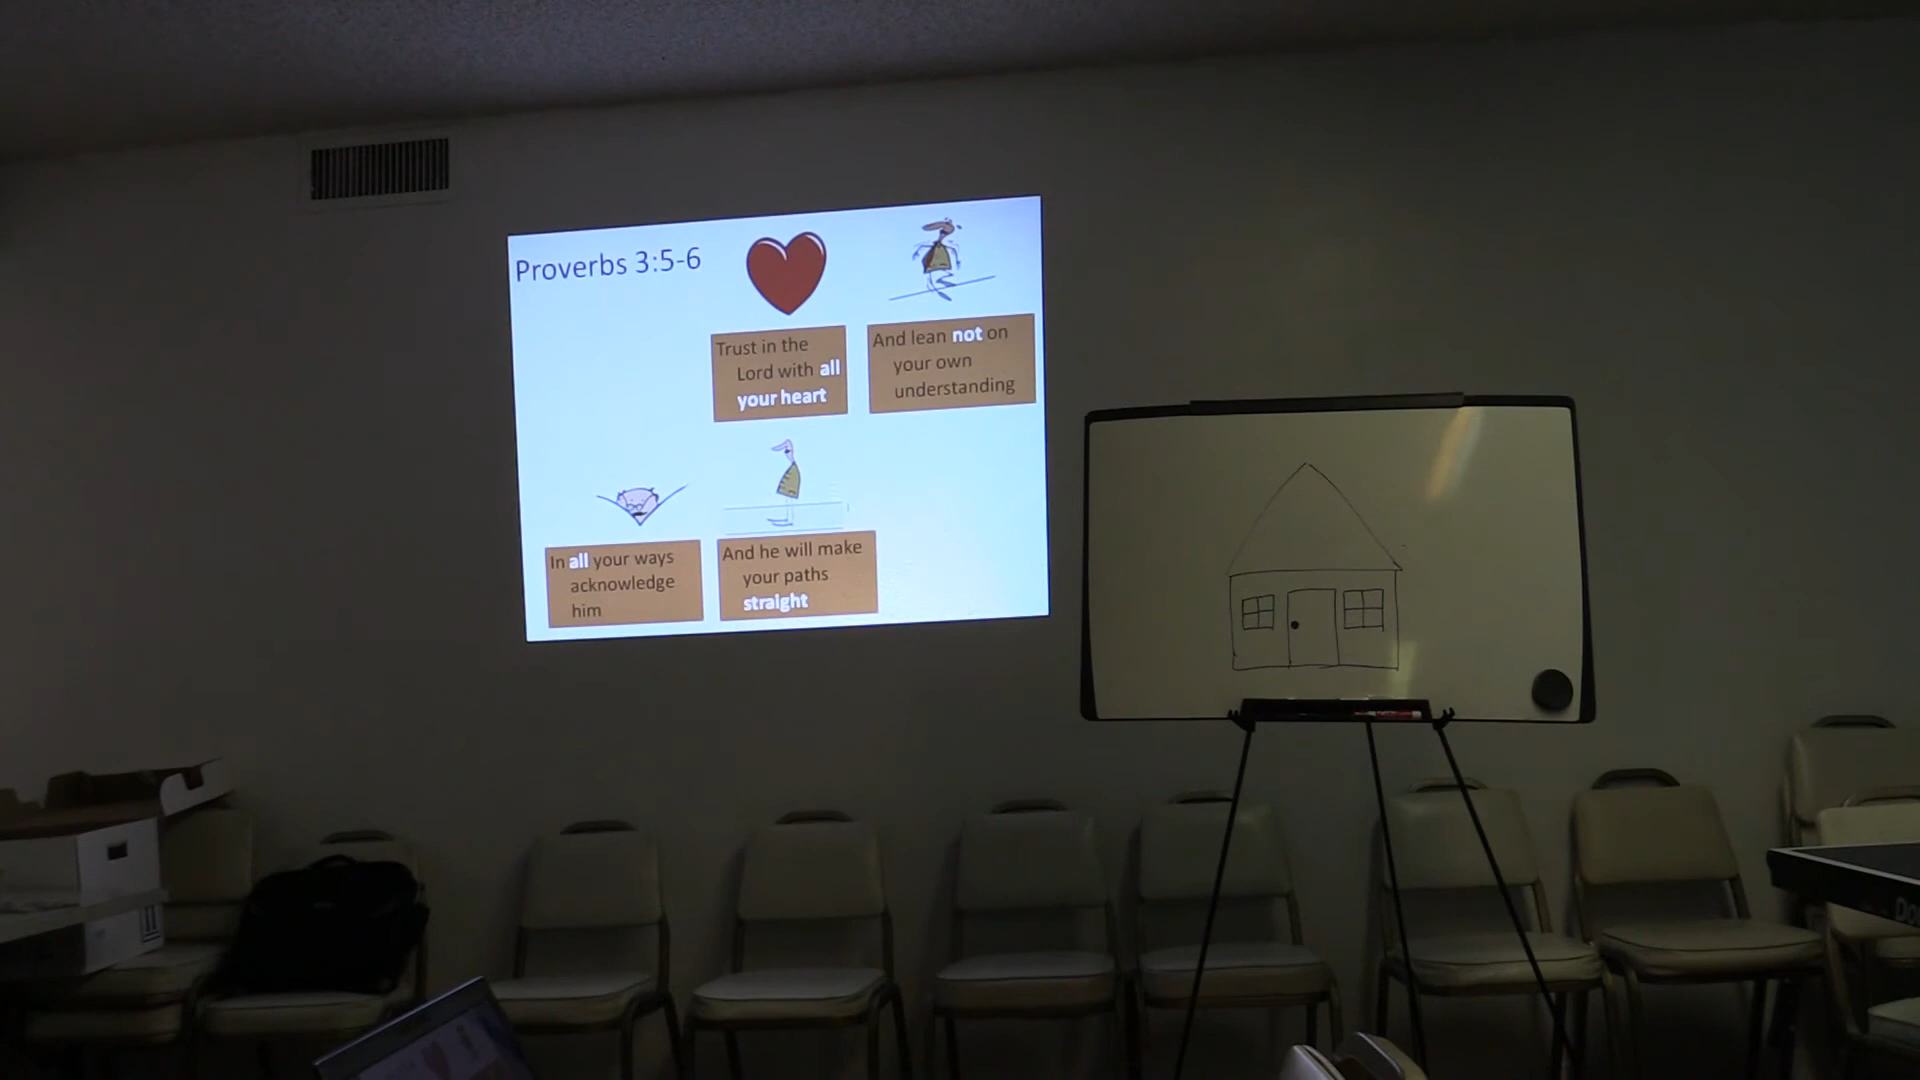 Proverbs 3:5-6
Trust in the
Lord with all
your heart
And lean not on
your own
understanding
In all your ways
acknowledge
him
And he will make
your paths
straight